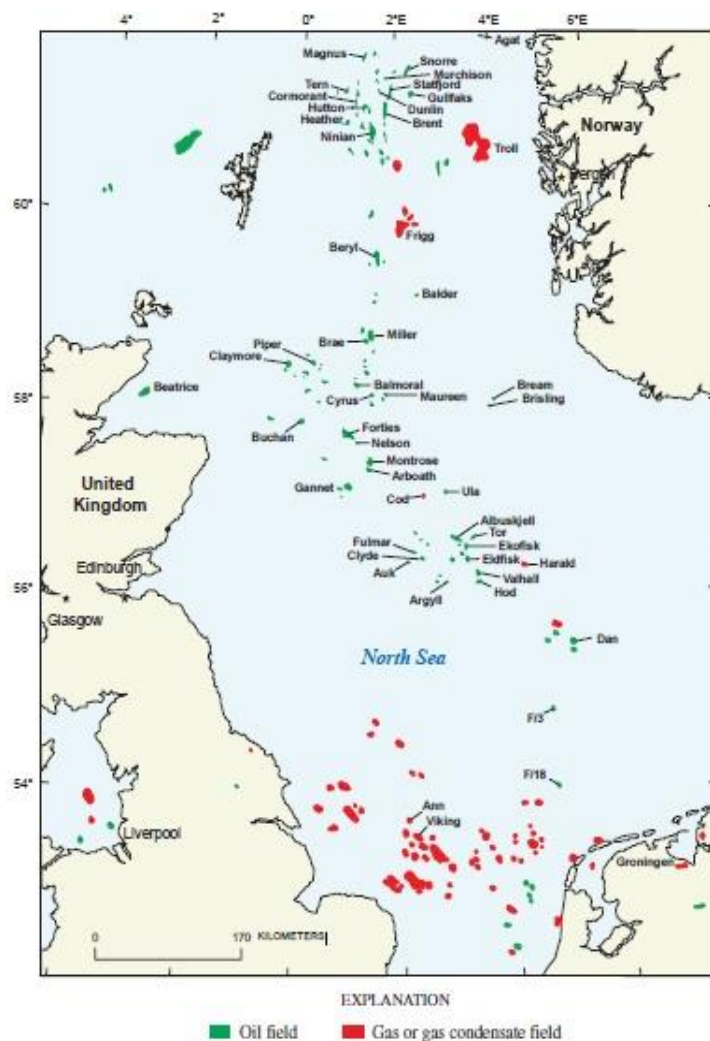 4°
2°
0°
2°E
4°E
6°E
Agat
Magnus
Snorre
Murchison
Tern
Statfjord
Cormorant
Gullfaks
Hutton
Dunlin
Heather
Brent
Ninian
Norway
Troll
Bergen
60°
Frigg
Beryl
Balder
Piper
Miller
Brae
Claymore
Beatrice
Balmoral
Bream
58°
Cyrus
Maureen
Brisling
Buchan
Forties
Nelson
United
Kingdom
Montrose
Arboath
Gannet
Cod
Ula
Albuskjell
Fulmar
Tor
Ekofisk
Clyde
Eldfisk
Harald
Edinburgh
Auk
Valhall
56°
Argyll
Hod
Glasgow
Dan
North Sea
F/3
54°
F/18
Ann
Viking
Liverpool
Groningen
0
170 KILOMETERS
EXPLANATION
Oil field
Gas or gas condensate field